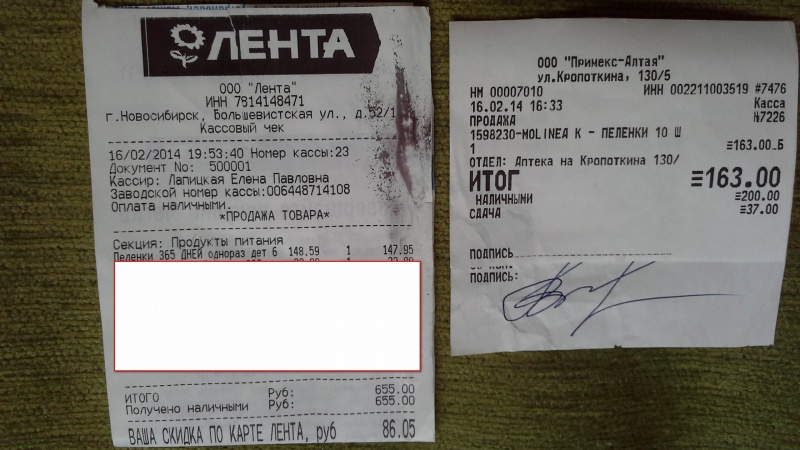 ЛЕНТА
ООО "Лента"
ИНН 7814148471
г.Новосибирск, Большевистская ул., д.52/1
Кассовый чек
16/02/2014 19:53:40 Номер кассы:23
Документ No: 500001
Кассир: Лапицкая Елена Павловна
Заводской номер кассы:006448714108
Оплата наличными.
*ПРОДАЖА ТОВАРА*
Секция: Продукты питания
Пеленки 365 ДНЕЙ однораз дет 6 148.59 1 147.95
ИТОГО Руб: 655.00
Получено наличными Руб: 655.00
ВАША СКИДКА ПО КАРТЕ ЛЕНТА, руб 86.05
ООО "Принекс-Алтая"
ул.Кропоткина, 130/5
НМ 00007010 ИНН 002211003519 #7476
16.02.14 16:33 Касса
ПРОДАЖА №7226
1598230-MOLINEA K - ПЕЛЕНКИ 10 Ш
1 ≡163.00_Б
ОТДЕЛ: Аптека на Кропоткина 130/
ИТОГ ≡163.00
НАЛИЧНЫМИ ≡200.00
СДАЧА ≡37.00
ПОДПИСЬ
ПОДПИСЬ: